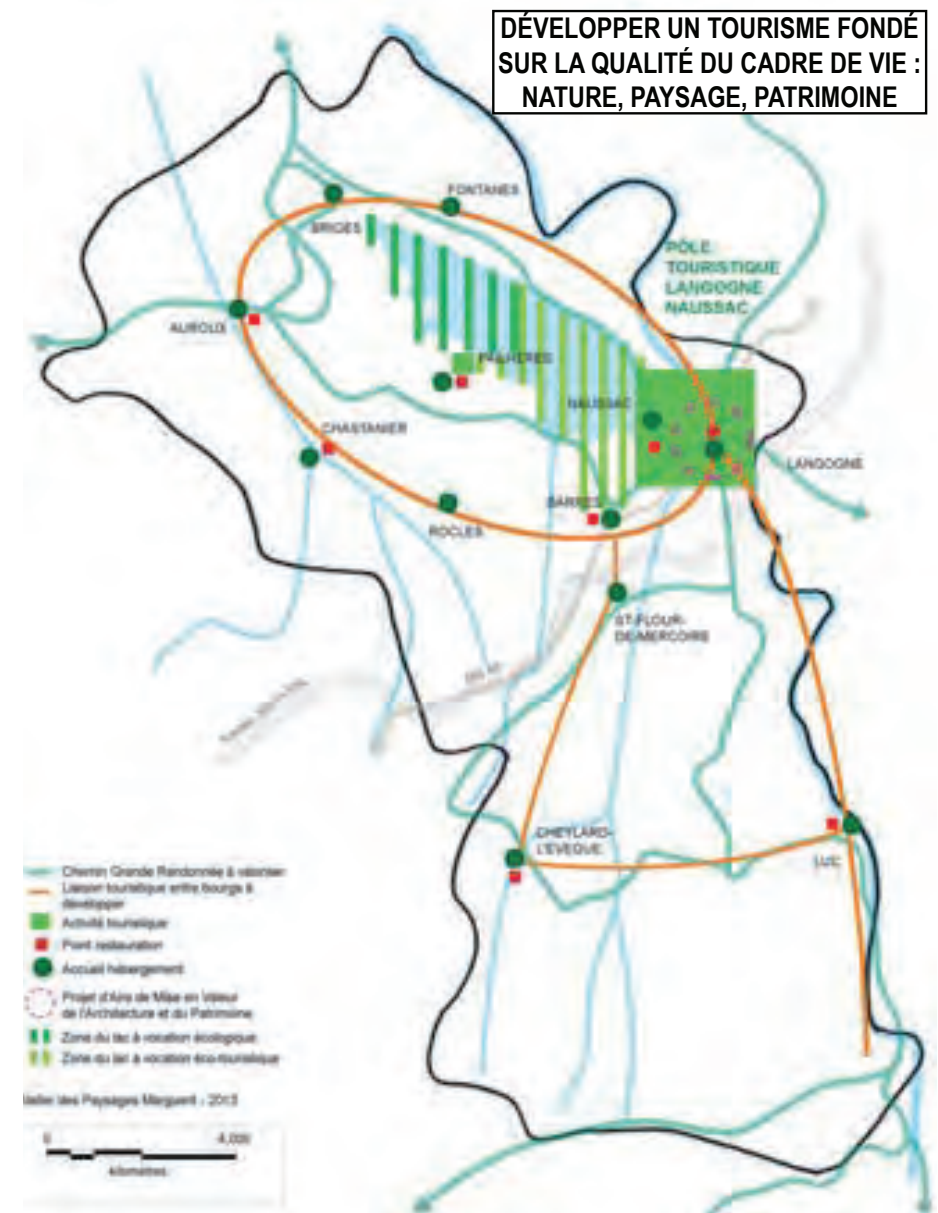 DÉVELOPPER UN TOURISME FONDÉ
SUR LA QUALITÉ DU CADRE DE VIE :
NATURE, PAYSAGE, PATRIMOINE
FONTANES
BRIGES
PÔLE
TOURISTIQUE
LANGOGNE
NAUSSAC
AUROUX
PALHERES
NAUSSAC
CHASTANIER
LANGOGNE
BARRES
ROCLES
ST-FLOUR-
DE-MERCOIRE
CHEYLARD-
L'EVEQUE
LUC
Chemin Grande Randonnée à valoriser
Liaison touristique entre bourgs à
développer
Activité touristique
Point restauration
Accueil hébergement
Projet d'Aire de Mise en Valeur
de l'Architecture et du Patrimoine
Zone du lac à vocation écologique
Zone du lac à vocation éco-touristique
Atelier des Paysages Marguerit - 2013
0 4,000
kilomètres